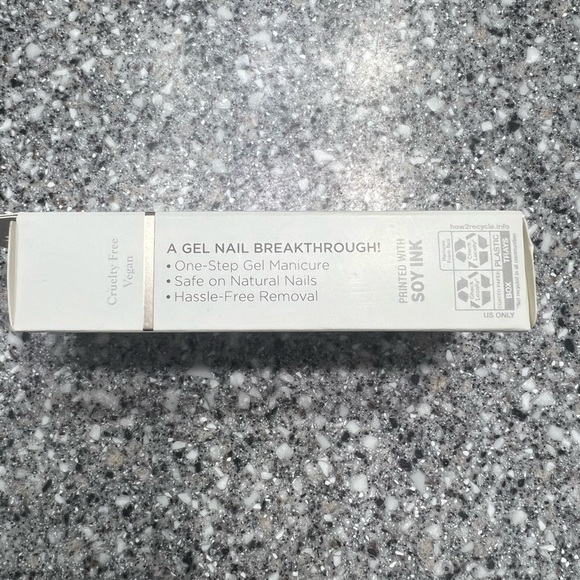 Cruelty Free
Vegan
A GEL NAIL BREAKTHROUGH!
• One-Step Gel Manicure
• Safe on Natural Nails
• Hassle-Free Removal
PRINTED WITH
SOY INK
how2recycle.info
PLASTIC
TRAYS
BOX
US ONLY